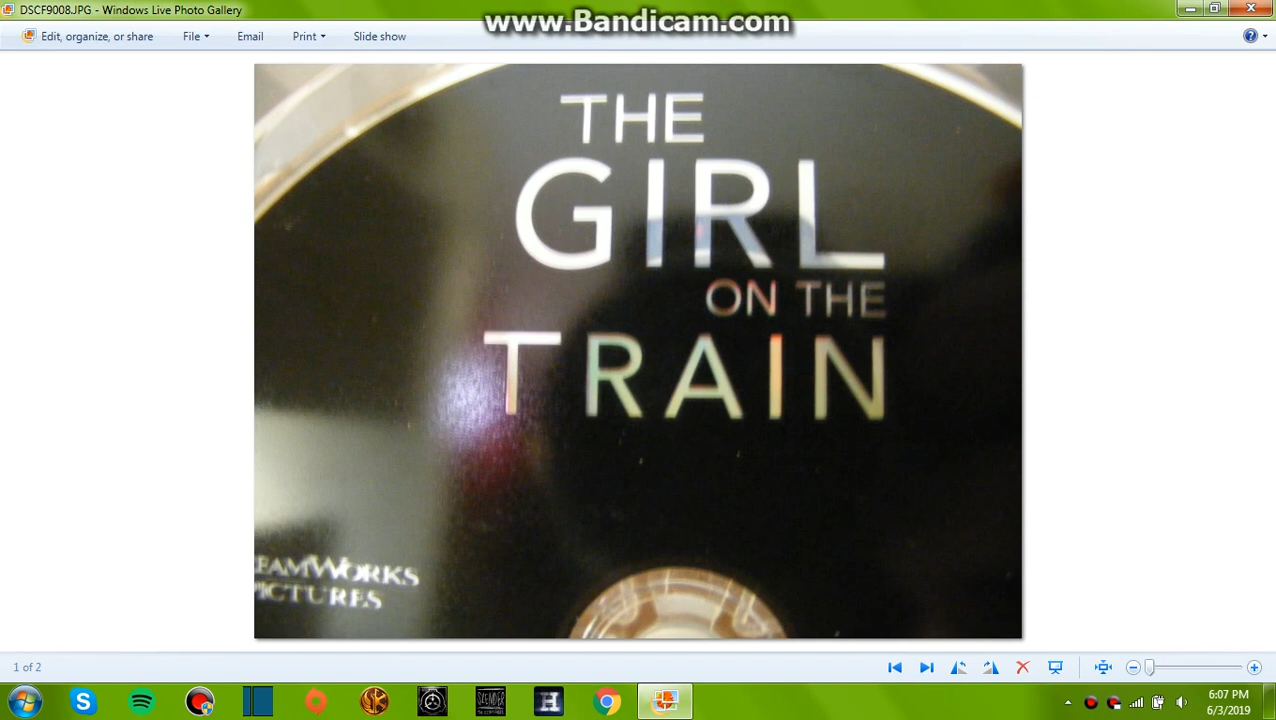 DSCF9008.JPG - Windows Live Photo Gallery
www.Bandicam.com
Edit, organize, or share File Email Print Slide show
THE
GIRL
ON THE
TRAIN
EAMWORKS
PICTURES
1 of 2
SLENDER
H
6:07 PM
6/3/2019